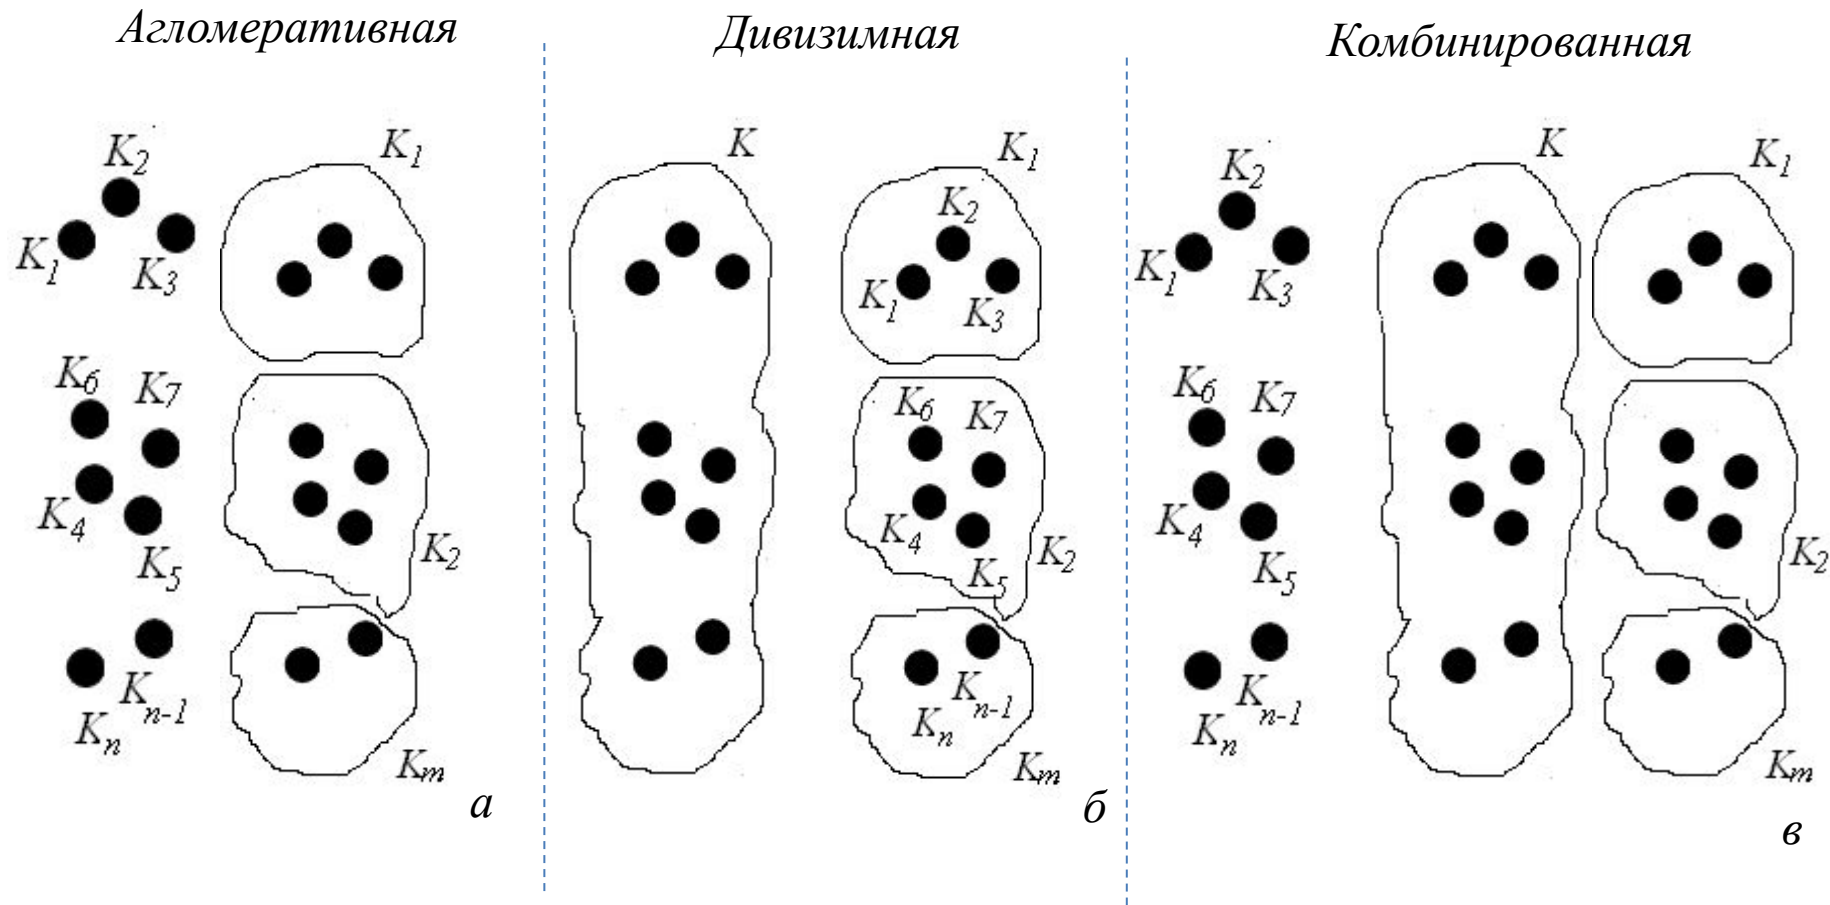 Агломеративная
K₂
K₁
K₃
K₁
K₆
K₇
K₄
K₅
K₂
Kₙ₋₁
Kₙ
Kₘ
а
Дивизимная
K
K₁
K₂
K₁
K₃
K₆
K₇
K₄
K₅
K₂
Kₙ₋₁
Kₙ
Kₘ
б
Комбинированная
K₂
K₁
K₃
K
K₁
K₆
K₇
K₄
K₅
K₂
Kₙ₋₁
Kₙ
Kₘ
в